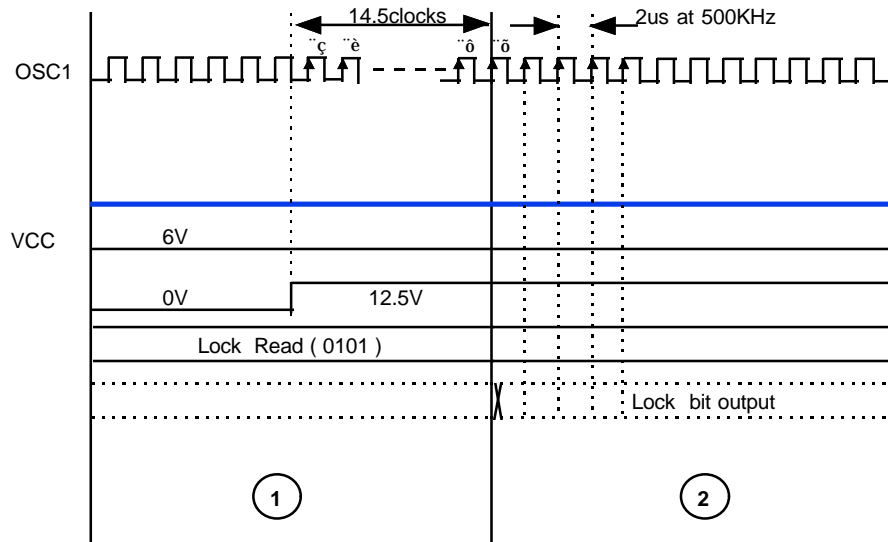 14.5clocks 2us at 500KHz
¨ç ¨è ¨ô ¨õ
OSC1
6V
VCC
0V 12.5V
Lock Read ( 0101 )
Lock bit output
1 2